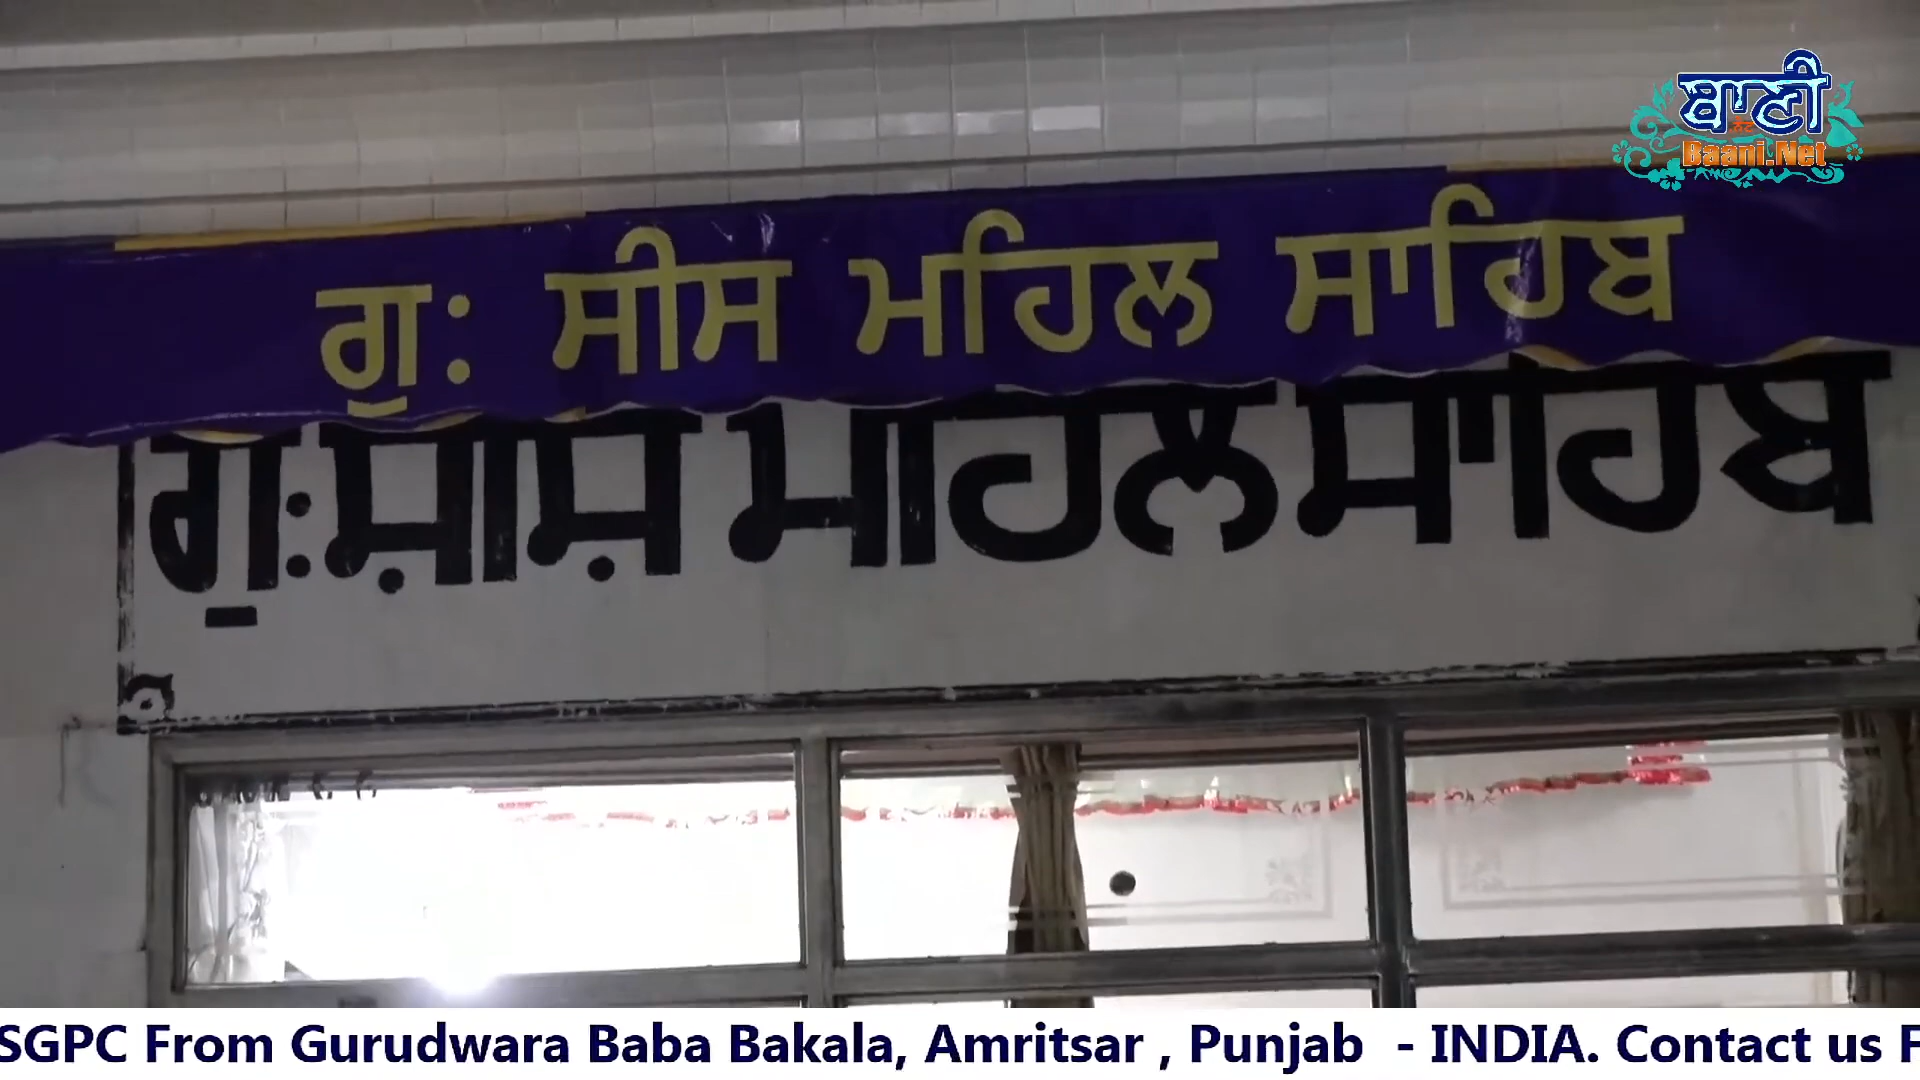 ਬਾਣੀ
ਨੈੱਟ
Baani.Net
ਗੁ: ਸੀਸ ਮਹਿਲ ਸਾਹਿਬ
ਗੁ: ਸ਼ੀਸ਼ ਮਹਿਲ ਸਾਹਿਬ
SGPC From Gurudwara Baba Bakala, Amritsar , Punjab - INDIA. Contact us F